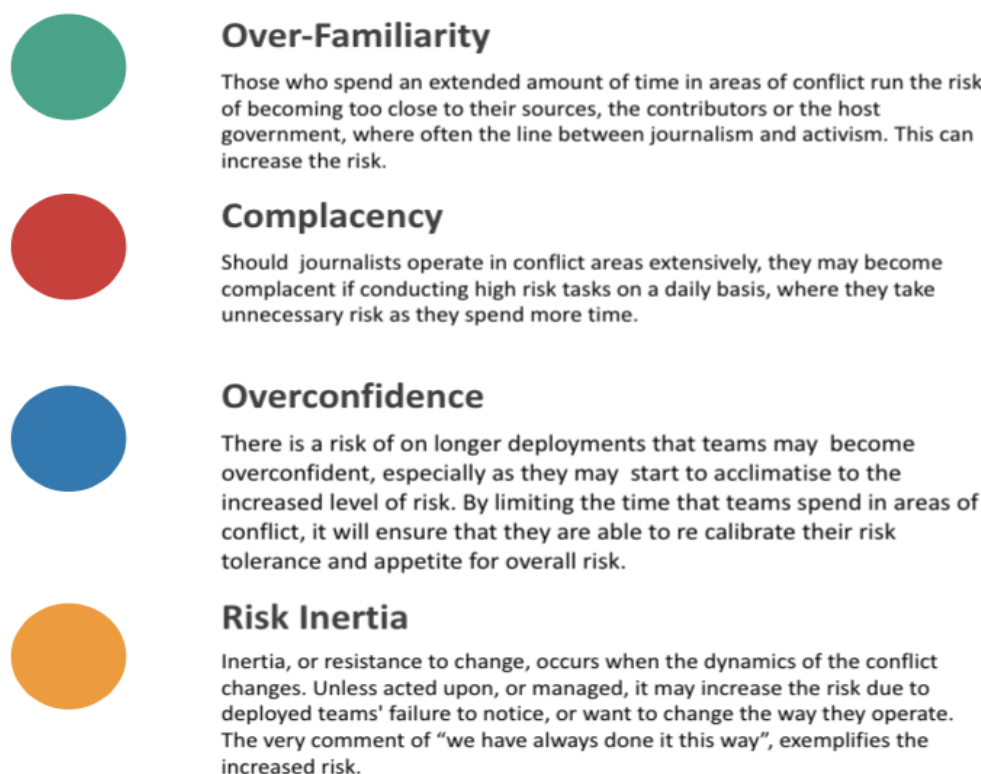 Over-Familiarity
Those who spend an extended amount of time in areas of conflict run the risk
of becoming too close to their sources, the contributors or the host
government, where often the line between journalism and activism. This can
increase the risk.
Complacency
Should journalists operate in conflict areas extensively, they may become
complacent if conducting high risk tasks on a daily basis, where they take
unnecessary risk as they spend more time.
Overconfidence
There is a risk of on longer deployments that teams may become
overconfident, especially as they may start to acclimatise to the
increased level of risk. By limiting the time that teams spend in areas of
conflict, it will ensure that they are able to re calibrate their risk
tolerance and appetite for overall risk.
Risk Inertia
Inertia, or resistance to change, occurs when the dynamics of the conflict
changes. Unless acted upon, or managed, it may increase the risk due to
deployed teams' failure to notice, or want to change the way they operate.
The very comment of “we have always done it this way”, exemplifies the
increased risk.